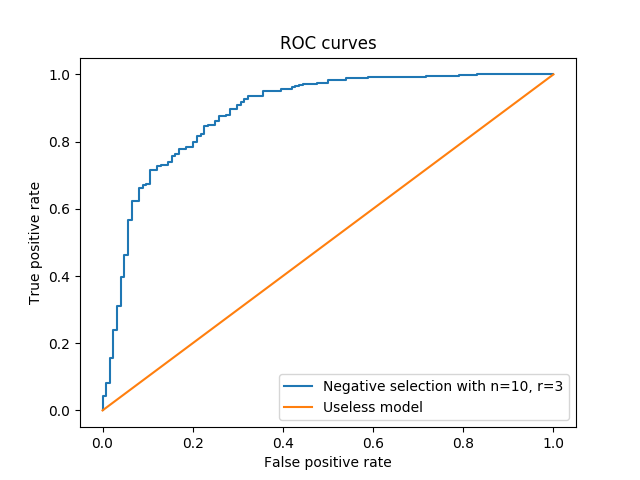 ROC curves
True positive rate
1.0
0.8
0.6
0.4
0.2
0.0
Negative selection with n=10, r=3
Useless model
0.0 0.2 0.4 0.6 0.8 1.0
False positive rate